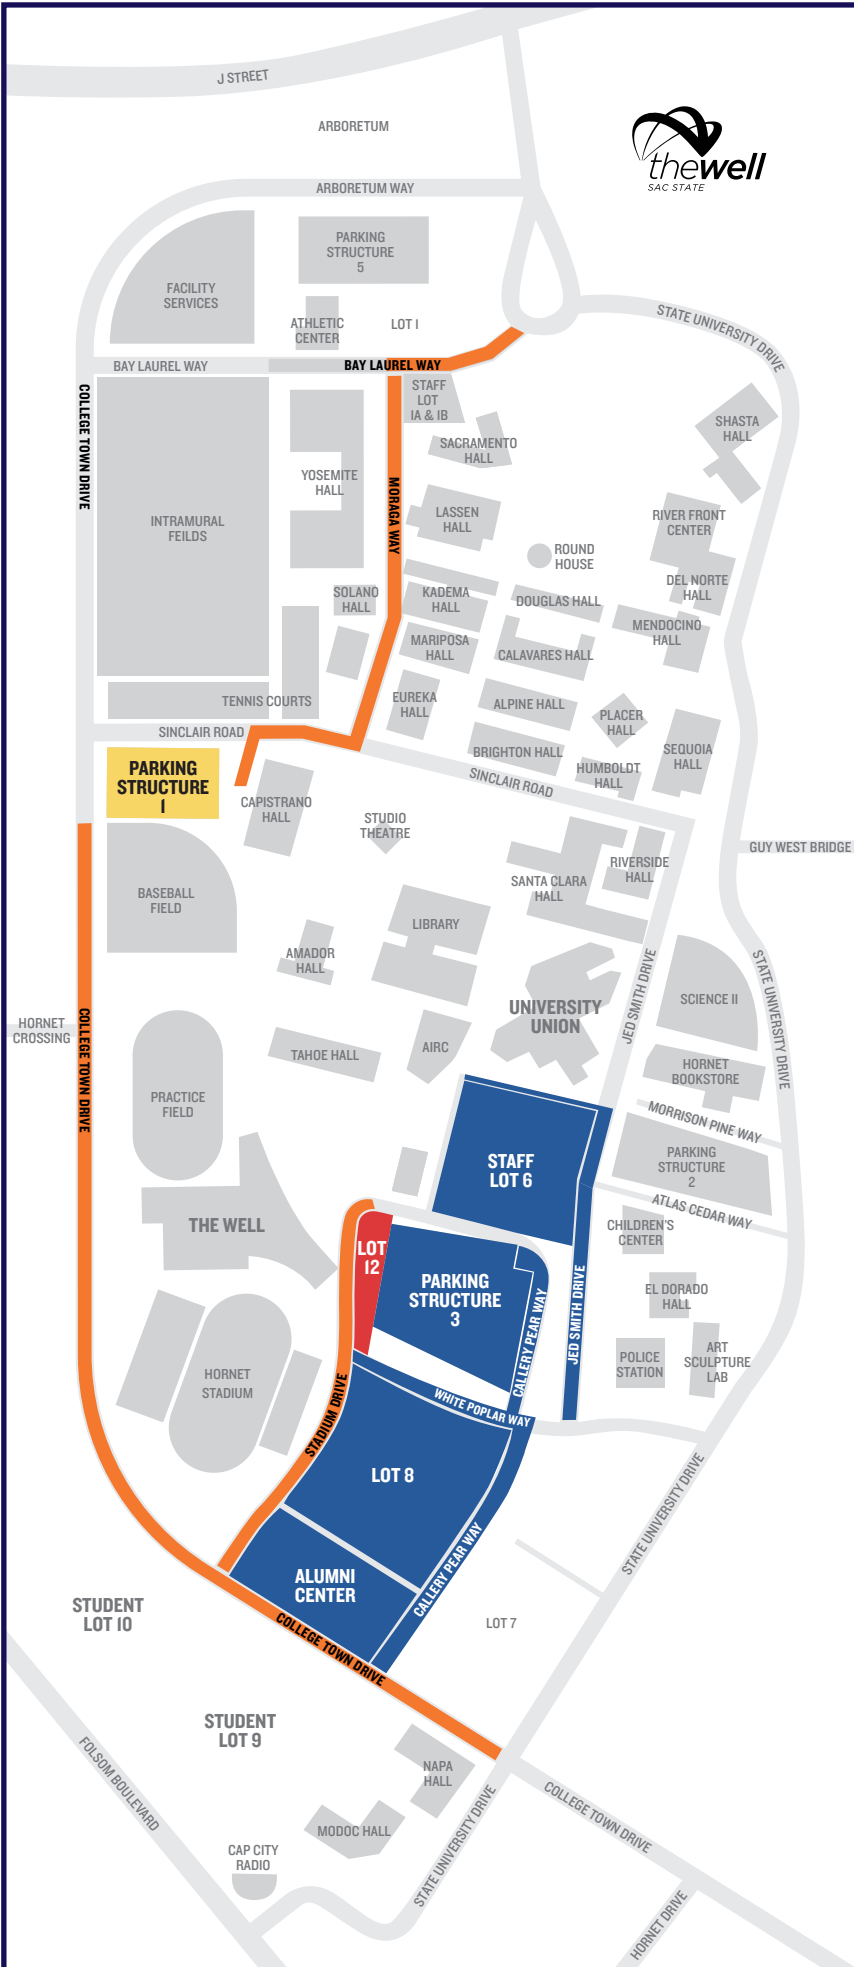 J STREET
ARBORETUM
thewell
SAC STATE
ARBORETUM WAY
PARKING
STRUCTURE
5
FACILITY
SERVICES
ATHLETIC
CENTER
LOT I
STATE UNIVERSITY DRIVE
BAY LAUREL WAY
BAY LAUREL WAY
STAFF
LOT
IA & IB
COLLEGE TOWN DRIVE
SHASTA
HALL
SACRAMENTO
HALL
YOSEMITE
HALL
MORAGA WAY
LASSEN
HALL
INTRAMURAL
FEILDS
RIVER FRONT
CENTER
ROUND
HOUSE
SOLANO
HALL
KADEMA
HALL
DOUGLAS HALL
DEL NORTE
HALL
MENDOCINO
HALL
MARIPOSA
HALL
CALAVARES HALL
TENNIS COURTS
EUREKA
HALL
ALPINE HALL
PLACER
HALL
SINCLAIR ROAD
BRIGHTON HALL
SEQUOIA
HALL
PARKING
STRUCTURE
1
SINCLAIR ROAD
HUMBOLDT
HALL
CAPISTRANO
HALL
STUDIO
THEATRE
GUY WEST BRIDGE
BASEBALL
FIELD
SANTA CLARA
HALL
RIVERSIDE
HALL
LIBRARY
AMADOR
HALL
JED SMITH DRIVE
STATE UNIVERSITY DRIVE
SCIENCE II
UNIVERSITY
UNION
HORNET
CROSSING
COLLEGE TOWN DRIVE
TAHOE HALL
AIRC
HORNET
BOOKSTORE
PRACTICE
FIELD
MORRISON PINE WAY
STAFF
LOT 6
PARKING
STRUCTURE
2
ATLAS CEDAR WAY
THE WELL
CHILDREN'S
CENTER
LOT
12
PARKING
STRUCTURE
3
CALLERY PEAR WAY
JED SMITH DRIVE
EL DORADO
HALL
POLICE
STATION
ART
SCULPTURE
LAB
HORNET
STADIUM
STADIUM DRIVE
WHITE POPLAR WAY
LOT 8
STATE UNIVERSITY DRIVE
ALUMNI
CENTER
CALLERY PEAR WAY
STUDENT
LOT 10
LOT 7
COLLEGE TOWN DRIVE
STUDENT
LOT 9
FOLSOM BOULEVARD
NAPA
HALL
MODOC HALL
STATE UNIVERSITY DRIVE
COLLEGE TOWN DRIVE
CAP CITY
RADIO
HORNET DRIVE